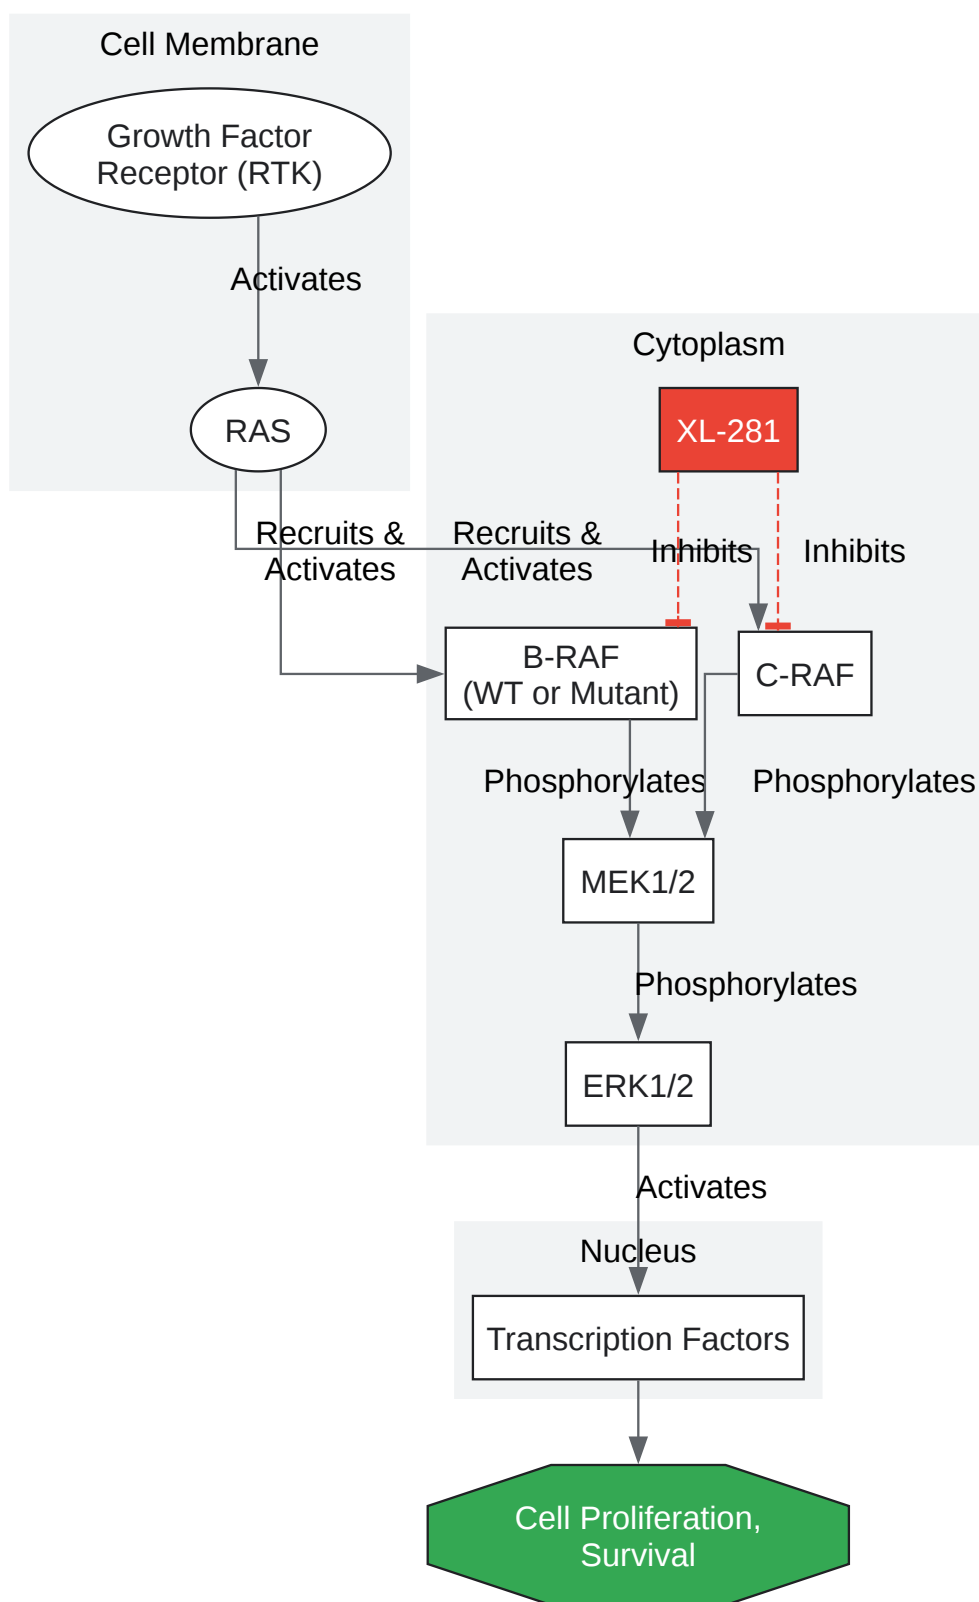 Cell Membrane
Growth Factor
Receptor (RTK)
Activates
RAS
Cytoplasm
XL-281
Recruits &
Activates
Recruits &
Activates
Inhibits
Inhibits
B-RAF
(WT or Mutant)
C-RAF
Phosphorylates
Phosphorylates
MEK1/2
Phosphorylates
ERK1/2
Activates
Nucleus
Transcription Factors
Cell Proliferation,
Survival